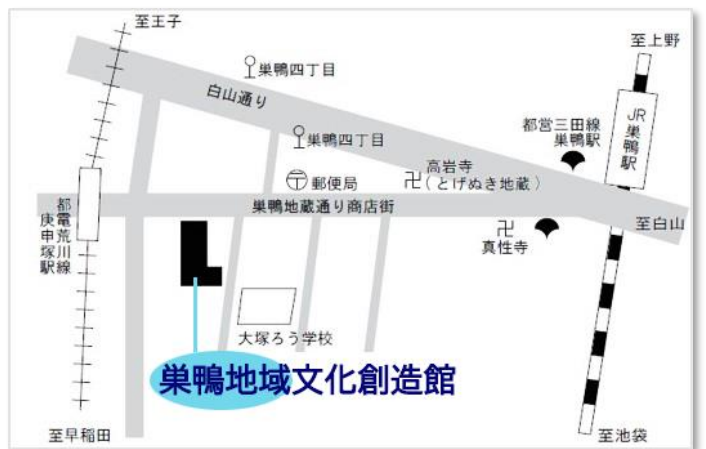 至王子
至上野
巣鴨四丁目
白山通り
JR巣鴨駅
都営三田線
巣鴨駅
巣鴨四丁目
高岩寺
(とげぬき地蔵)
郵便局
巣鴨地蔵通り商店街
都電荒川線
庚申塚駅
至白山
真性寺
大塚ろう学校
巣鴨地域文化創造館
至早稲田
至池袋